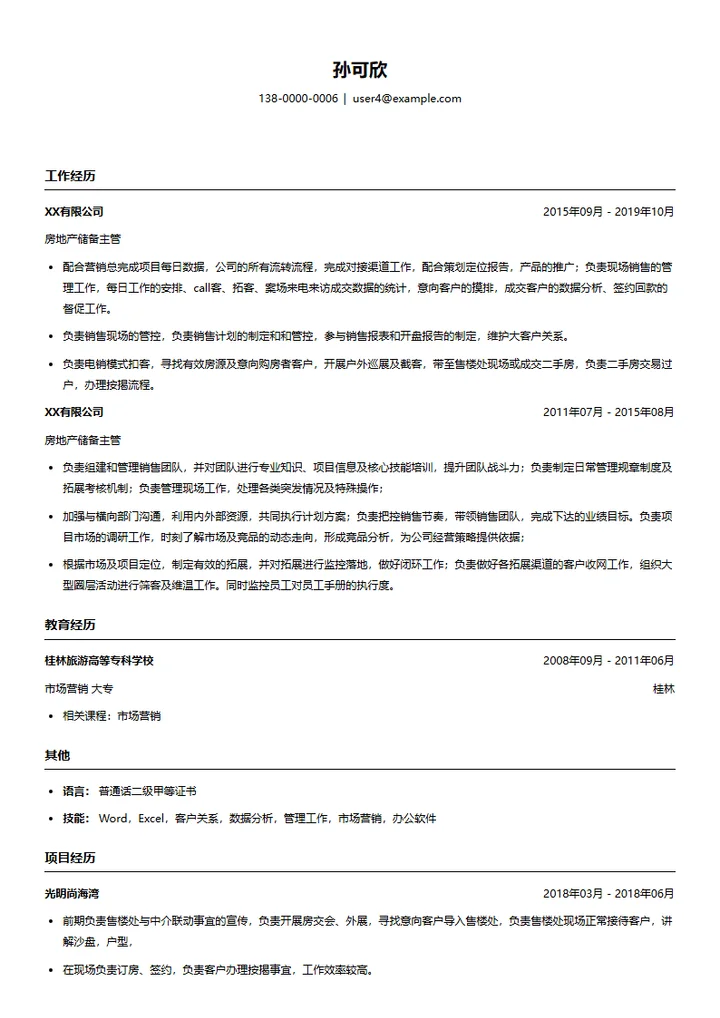 孙可欣
138-0000-0006 | user4@example.com
工作经历
XX有限公司 2015年09月 - 2019年10月
房地产储备主管
• 配合营销总完成项目每日数据，公司的所有流转流程，完成对接渠道工作，配合策划定位报告，产品的推广；负责现场销售的管
理工作，每日工作的安排、call客、拓客、案场来电来访成交数据的统计，意向客户的摸排，成交客户的数据分析、签约回款的
督促工作。
• 负责销售现场的管控，负责销售计划的制定和和管控，参与销售报表和开盘报告的制定，维护大客户关系。
• 负责电销模式扣客，寻找有效房源及意向购房者客户，开展户外巡展及截客，带至售楼处现场或成交二手房，负责二手房交易过
户，办理按揭流程。
XX有限公司 2011年07月 - 2015年08月
房地产储备主管
• 负责组建和管理销售团队，并对团队进行专业知识、项目信息及核心技能培训，提升团队战斗力；负责制定日常管理规章制度及
拓展考核机制；负责管理现场工作，处理各类突发情况及特殊操作；
• 加强与横向部门沟通，利用内外部资源，共同执行计划方案；负责把控销售节奏，带领销售团队，完成下达的业绩目标。负责项
目市场的调研工作，时刻了解市场及竞品的动态走向，形成竞品分析，为公司经营策略提供依据；
• 根据市场及项目定位，制定有效的拓展，并对拓展进行监控落地，做好闭环工作；负责做好各拓展渠道的客户收网工作，组织大
型圈层活动进行筛客及维温工作。同时监控员工对员工手册的执行度。
教育经历
桂林旅游高等专科学校 2008年09月 - 2011年06月
市场营销 大专 桂林
• 相关课程：市场营销
其他
• 语言： 普通话二级甲等证书
• 技能： Word，Excel，客户关系，数据分析，管理工作，市场营销，办公软件
项目经历
光明尚海湾 2018年03月 - 2018年06月
• 前期负责售楼处与中介联动事宜的宣传，负责开展房交会、外展，寻找意向客户导入售楼处，负责售楼处现场正常接待客户，讲
解沙盘，户型，
• 在现场负责订房、签约，负责客户办理按揭事宜，工作效率较高。